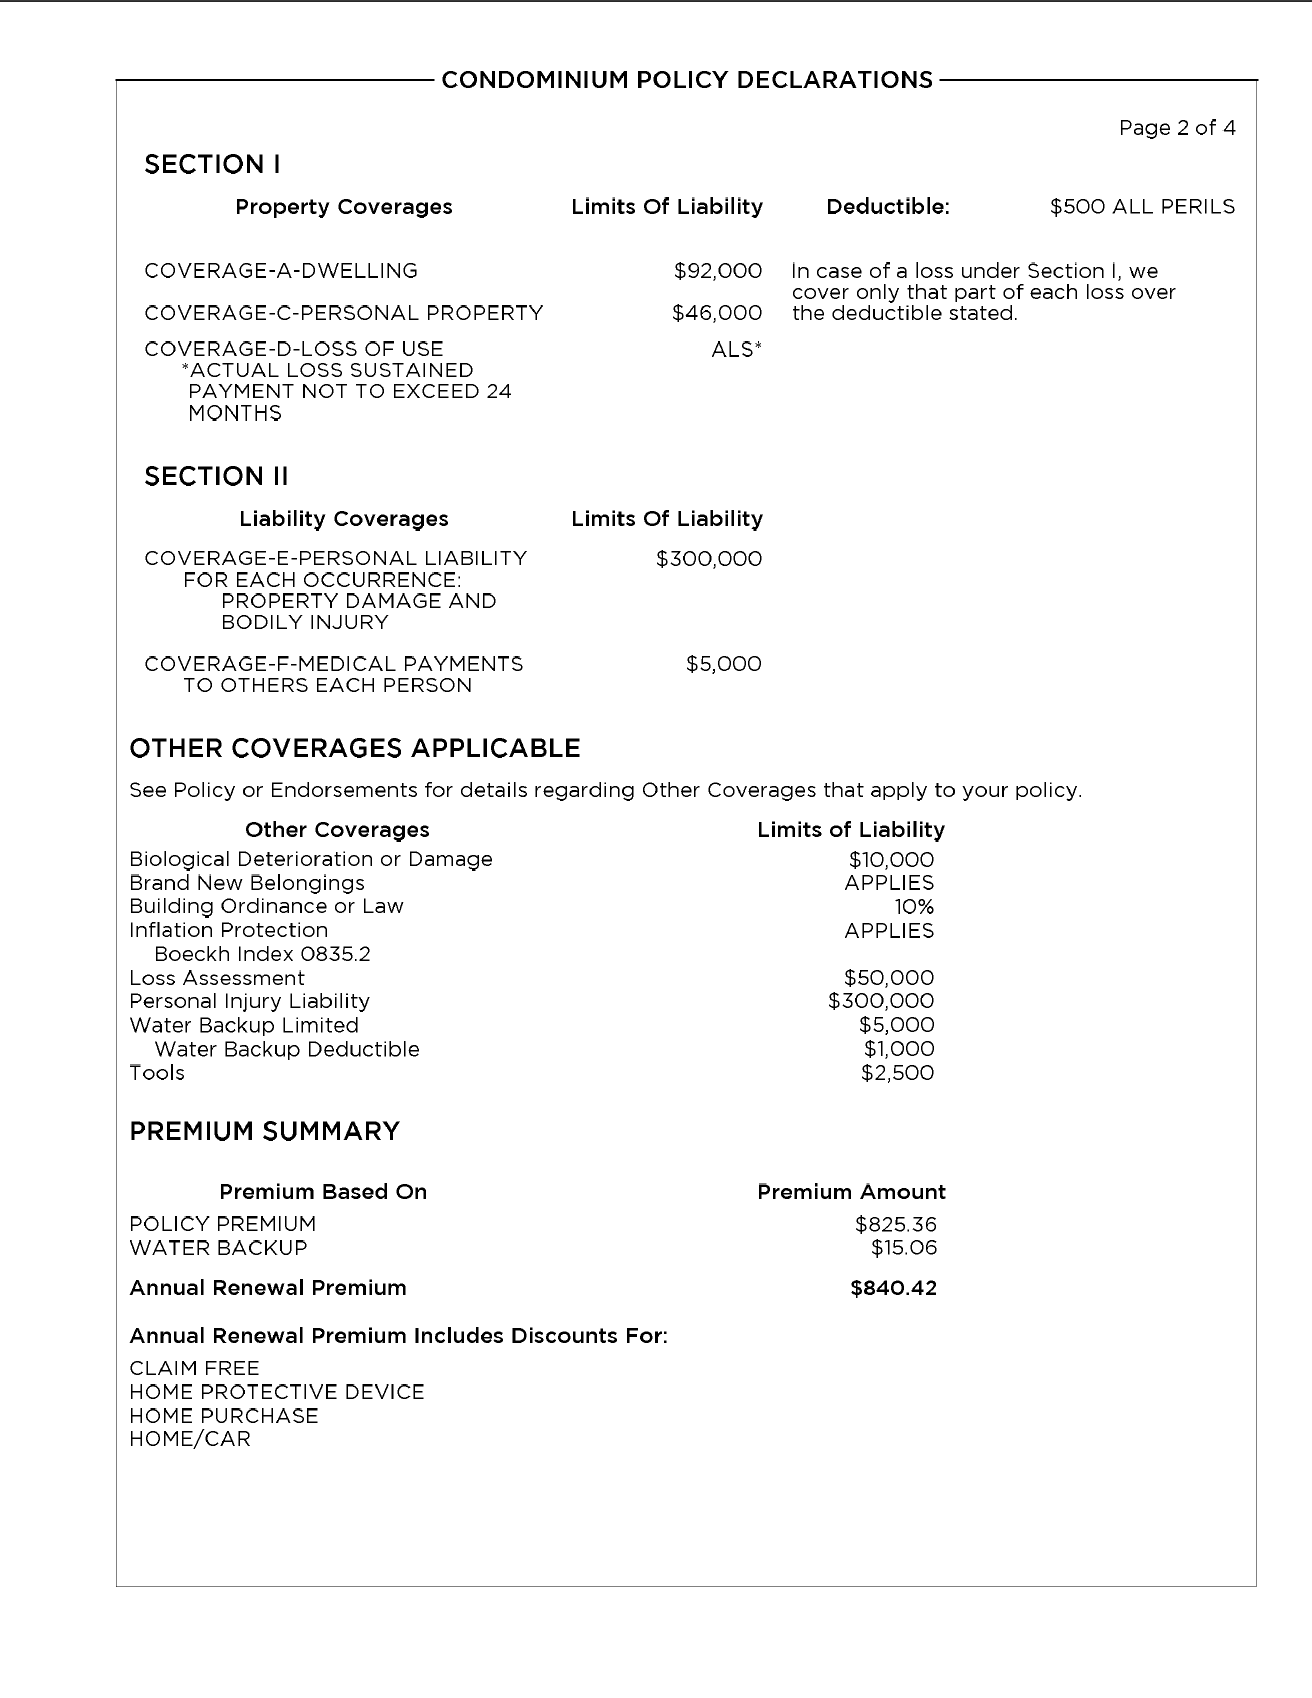 CONDOMINIUM POLICY DECLARATIONS
Page 2 of 4
SECTION I
Property Coverages Limits Of Liability Deductible: $500 ALL PERILS
COVERAGE-A-DWELLING $92,000 In case of a loss under Section I, we
cover only that part of each loss over
COVERAGE-C-PERSONAL PROPERTY $46,000 the deductible stated.
COVERAGE-D-LOSS OF USE ALS*
*ACTUAL LOSS SUSTAINED
PAYMENT NOT TO EXCEED 24
MONTHS
SECTION II
Liability Coverages Limits Of Liability
COVERAGE-E-PERSONAL LIABILITY $300,000
FOR EACH OCCURRENCE:
PROPERTY DAMAGE AND
BODILY INJURY
COVERAGE-F-MEDICAL PAYMENTS $5,000
TO OTHERS EACH PERSON
OTHER COVERAGES APPLICABLE
See Policy or Endorsements for details regarding Other Coverages that apply to your policy.
Other Coverages Limits of Liability
Biological Deterioration or Damage $10,000
Brand New Belongings APPLIES
Building Ordinance or Law 10%
Inflation Protection APPLIES
Boeckh Index 0835.2
Loss Assessment $50,000
Personal Injury Liability $300,000
Water Backup Limited $5,000
Water Backup Deductible $1,000
Tools $2,500
PREMIUM SUMMARY
Premium Based On Premium Amount
POLICY PREMIUM $825.36
WATER BACKUP $15.06
Annual Renewal Premium $840.42
Annual Renewal Premium Includes Discounts For:
CLAIM FREE
HOME PROTECTIVE DEVICE
HOME PURCHASE
HOME/CAR